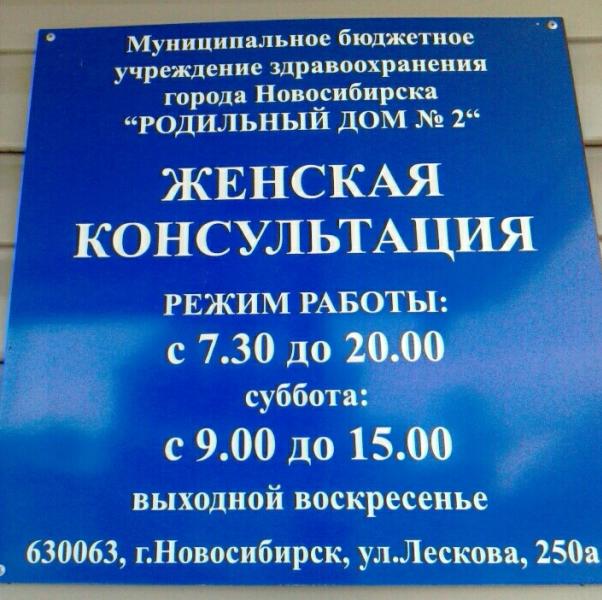 Муниципальное бюджетное
учреждение здравоохранения
города Новосибирска
“РОДИЛЬНЫЙ ДОМ № 2“
ЖЕНСКАЯ
КОНСУЛЬТАЦИЯ
РЕЖИМ РАБОТЫ:
с 7.30 до 20.00
суббота:
с 9.00 до 15.00
выходной воскресенье
630063, г.Новосибирск, ул.Лескова, 250а